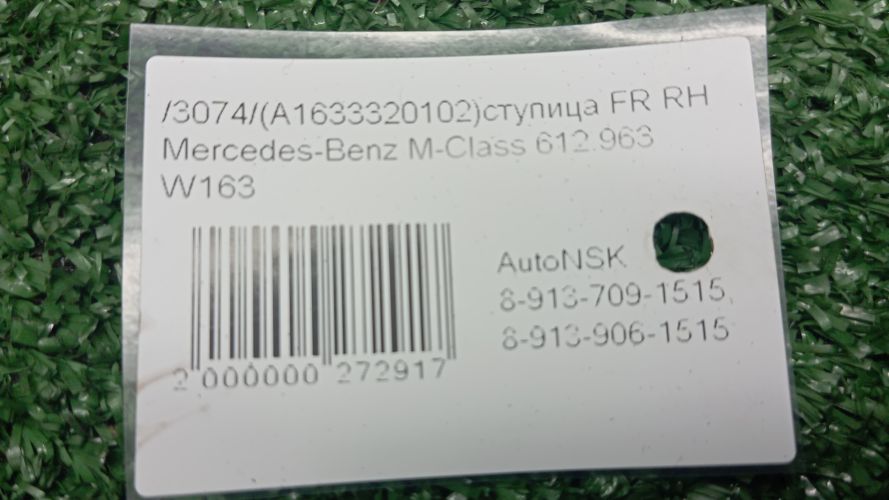 /3074/(A1633320102)ступица FR RH
Mercedes-Benz M-Class 612.963
W163
AutoNSK
8-913-709-1515,
8-913-906-1515
2 000000 272917